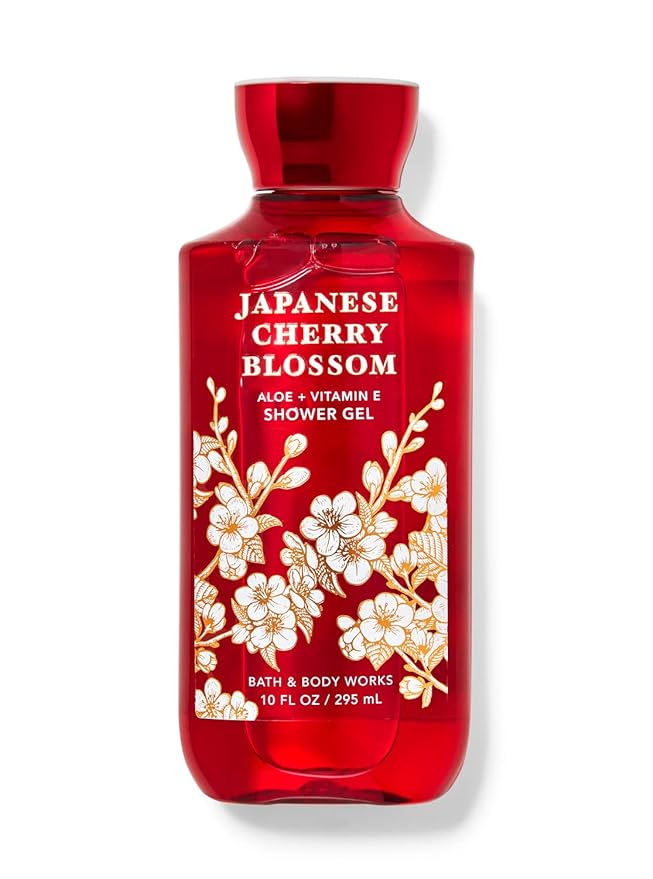 JAPANESE
CHERRY
BLOSSOM
ALOE + VITAMIN E
SHOWER GEL
BATH & BODY WORKS
10 FL OZ / 295 mL